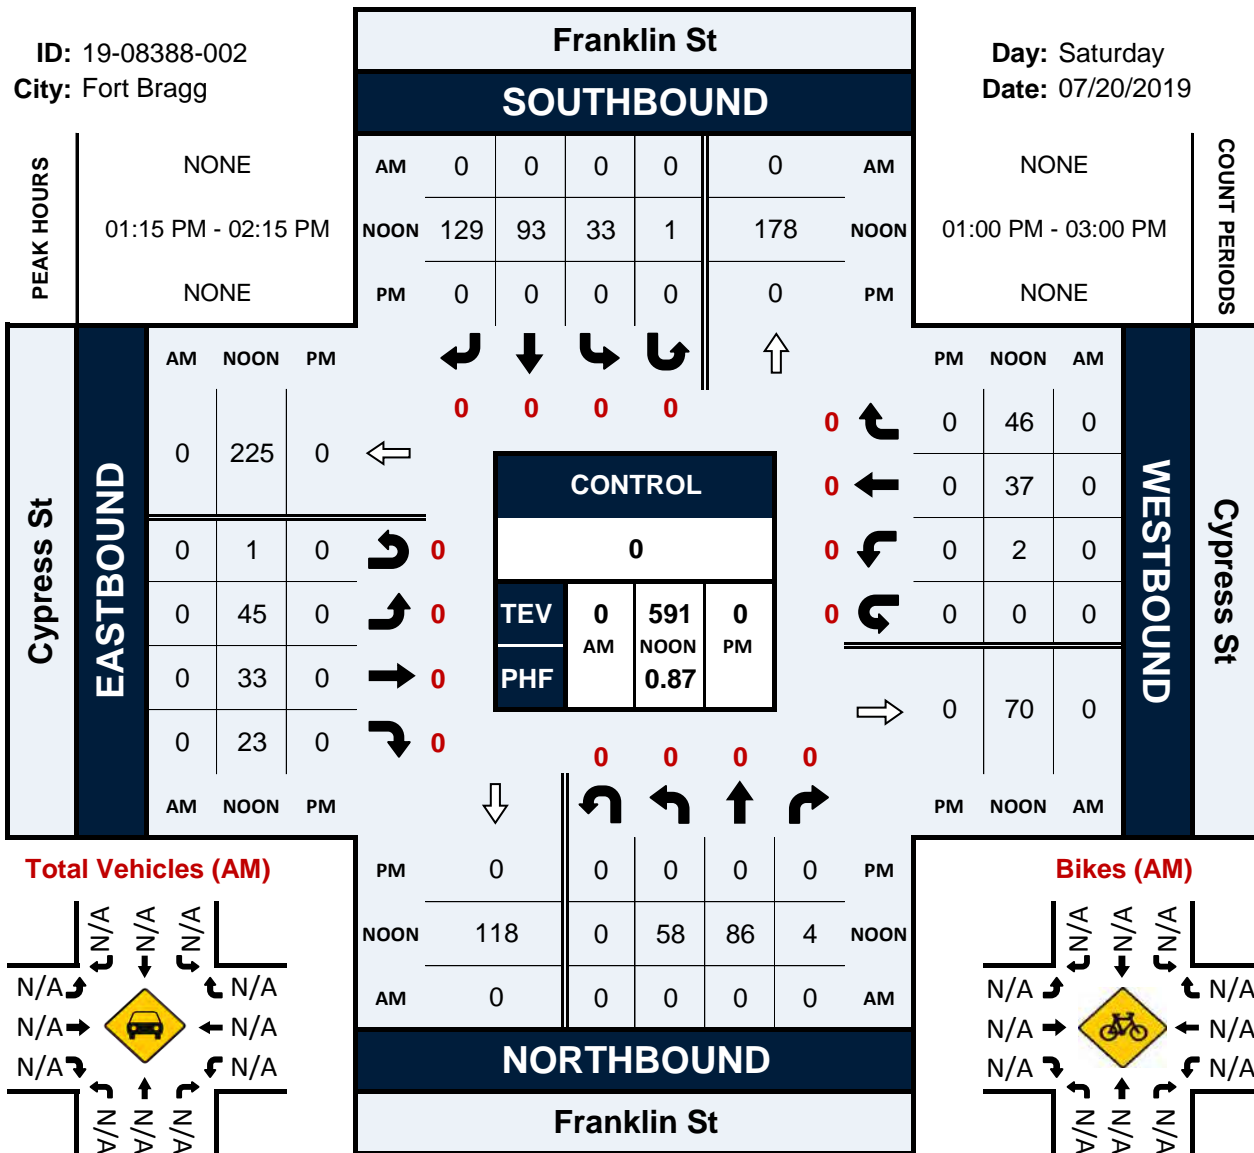 Franklin St
ID: 19-08388-002
Day: Saturday
City: Fort Bragg
Date: 07/20/2019
SOUTHBOUND
PEAK HOURS
NONE
01:15 PM - 02:15 PM
NONE
AM 0 0 0 0 0 AM
NOON 129 93 33 1 178 NOON
PM 0 0 0 0 0 PM
NONE
01:00 PM - 03:00 PM
NONE
COUNT PERIODS
0 0 0 0
Cypress St
EASTBOUND
AM NOON PM
0 225 0
0 1 0 0
0 45 0 0
0 33 0 0
0 23 0 0
AM NOON PM
CONTROL
0
TEV 0 591 0
AM NOON PM
PHF 0.87
PM NOON AM
0 0 46 0
0 0 37 0
0 0 2 0
0 0 0 0
0 70 0
PM NOON AM
WESTBOUND
Cypress St
0 0 0 0
PM 0 0 0 0 0 PM
NOON 118 0 58 86 4 NOON
AM 0 0 0 0 0 AM
NORTHBOUND
Franklin St
Total Vehicles (AM)
N/A N/A N/A
N/A N/A
N/A N/A
N/A N/A
N/A N/A N/A
Bikes (AM)
N/A N/A N/A
N/A N/A
N/A N/A
N/A N/A
N/A N/A N/A